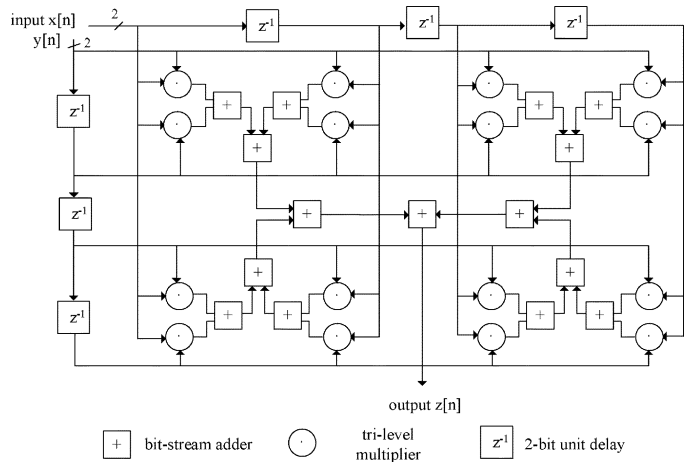 input x[n]
2
z-1
z-1
z-1
y[n]
2
·
·
·
·
z-1
+
+
+
+
·
·
·
·
+
+
z-1
+
+
+
+
+
·
·
·
·
z-1
+
+
+
+
·
·
·
·
output z[n]
+
bit-stream adder
·
tri-level
multiplier
z-1
2-bit unit delay